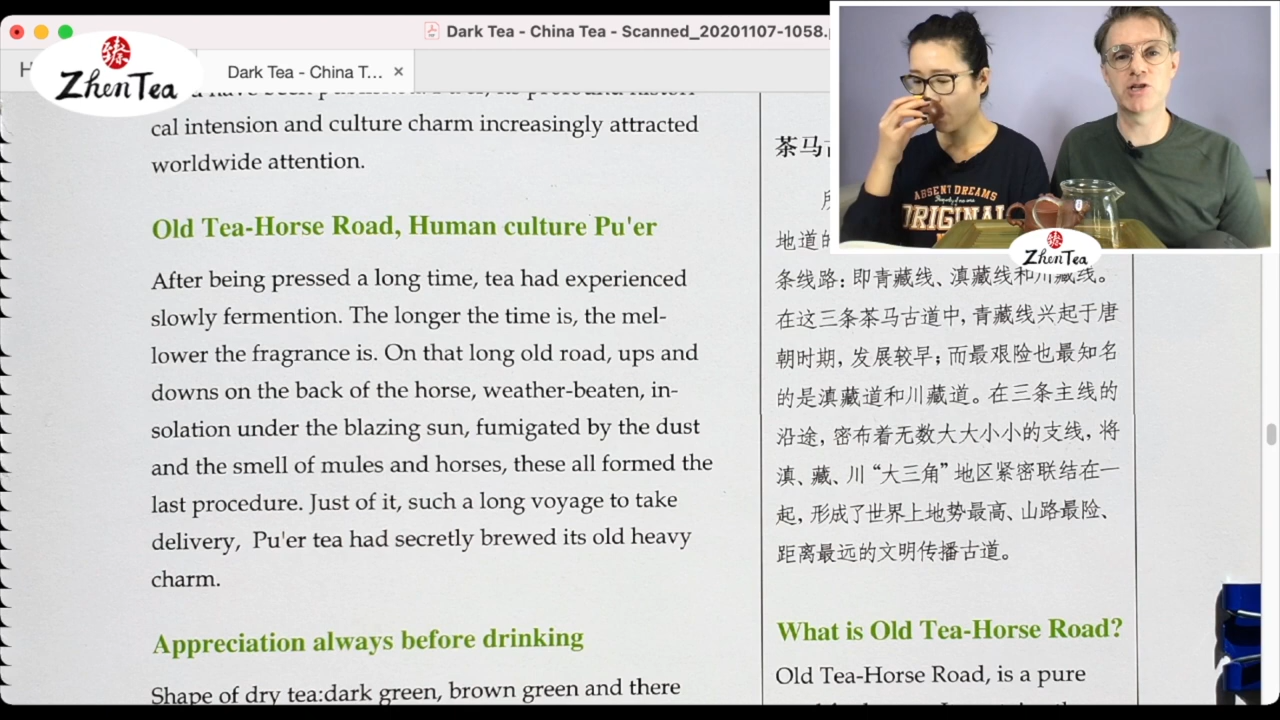 Dark Tea - China Tea - Scanned_20201107-1058.p
臻茶
ZhenTea
H
Dark Tea - China T... ×
cal intension and culture charm increasingly attracted
worldwide attention.
Old Tea-Horse Road, Human culture Pu'er
After being pressed a long time, tea had experienced
slowly fermention. The longer the time is, the mel-
lower the fragrance is. On that long old road, ups and
downs on the back of the horse, weather-beaten, in-
solation under the blazing sun, fumigated by the dust
and the smell of mules and horses, these all formed the
last procedure. Just of it, such a long voyage to take
delivery, Pu'er tea had secretly brewed its old heavy
charm.
Appreciation always before drinking
Shape of dry tea:dark green, brown green and there
茶马
地道的
条线路：即青藏线、滇藏线和川藏线。
在这三条茶马古道中，青藏线兴起于唐
朝时期，发展较早；而最艰险也最知名
的是滇藏道和川藏道。在三条主线的
沿途，密布着无数大大小小的支线，将
滇、藏、川“大三角”地区紧密联结在一
起，形成了世界上地势最高、山路最险、
距离最远的文明传播古道。
What is Old Tea-Horse Road?
Old Tea-Horse Road, is a pure
ABSENT DREAMS
ORIGINAL
ZhenTea